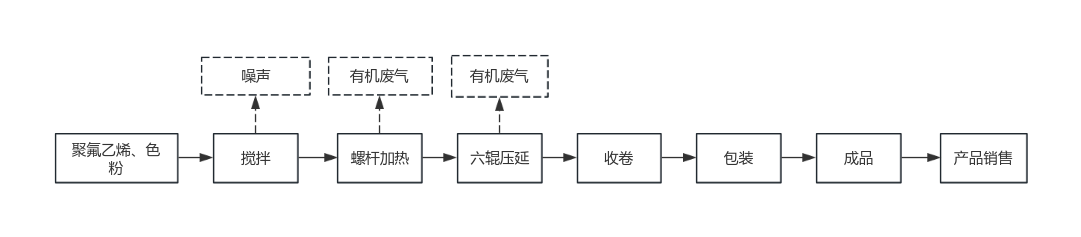 噪声
有机废气
有机废气
聚氟乙烯、色
粉
搅拌
螺杆加热
六辊压延
收卷
包装
成品
产品销售